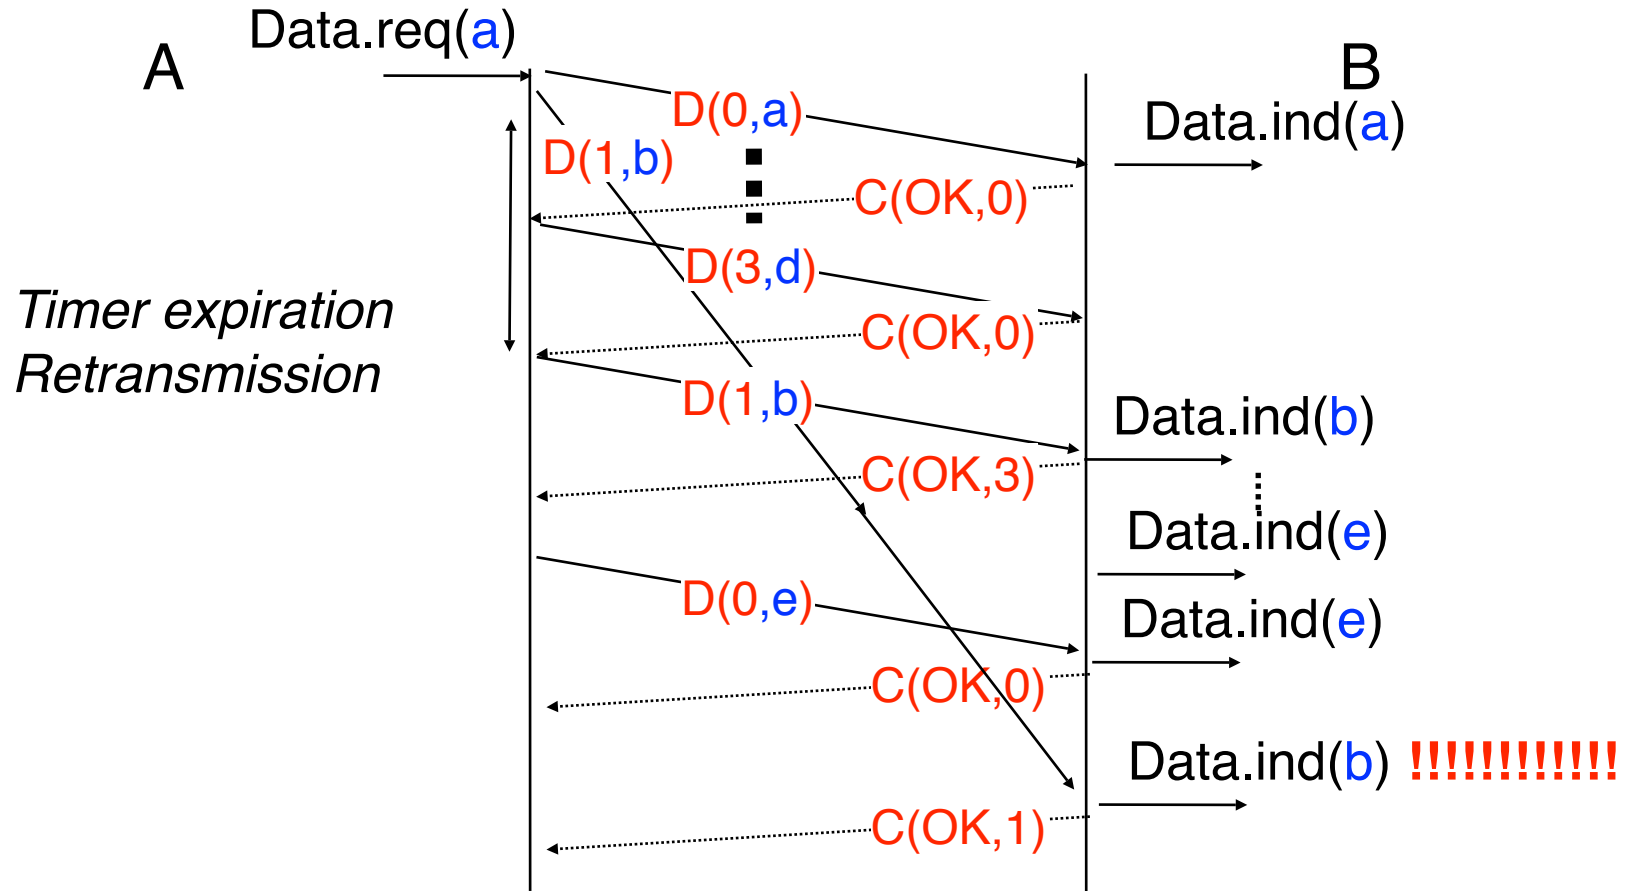 Data.req(a)
A
B
D(0,a)
Data.ind(a)
D(1,b)
C(OK,0)
D(3,d)
Timer expiration
Retransmission
C(OK,0)
D(1,b)
Data.ind(b)
C(OK,3)
Data.ind(e)
D(0,e)
Data.ind(e)
C(OK,0)
Data.ind(b) !!!!!!!!!!!!
C(OK,1)